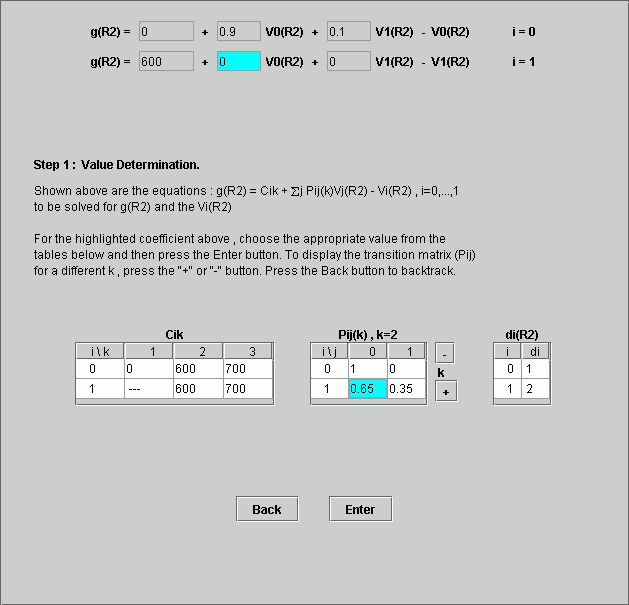 g(R2) = 0 + 0.9 V0(R2) + 0.1 V1(R2) - V0(R2) i = 0
g(R2) = 600 + 0 V0(R2) + 0 V1(R2) - V1(R2) i = 1
Step 1 : Value Determination.
Shown above are the equations : g(R2) = Cik + Σj Pij(k)Vj(R2) - Vi(R2) , i=0,...,1
to be solved for g(R2) and the Vi(R2)
For the highlighted coefficient above , choose the appropriate value from the
tables below and then press the Enter button. To display the transition matrix (Pij)
for a different k , press the "+" or "-" button. Press the Back button to backtrack.
Cik
i \ k 1 2 3
0 0 600 700
1 --- 600 700
Pij(k) , k=2
i \ j 0 1
0 1 0
1 0.65 0.35
-
k
+
di(R2)
i di
0 1
1 2
Back Enter